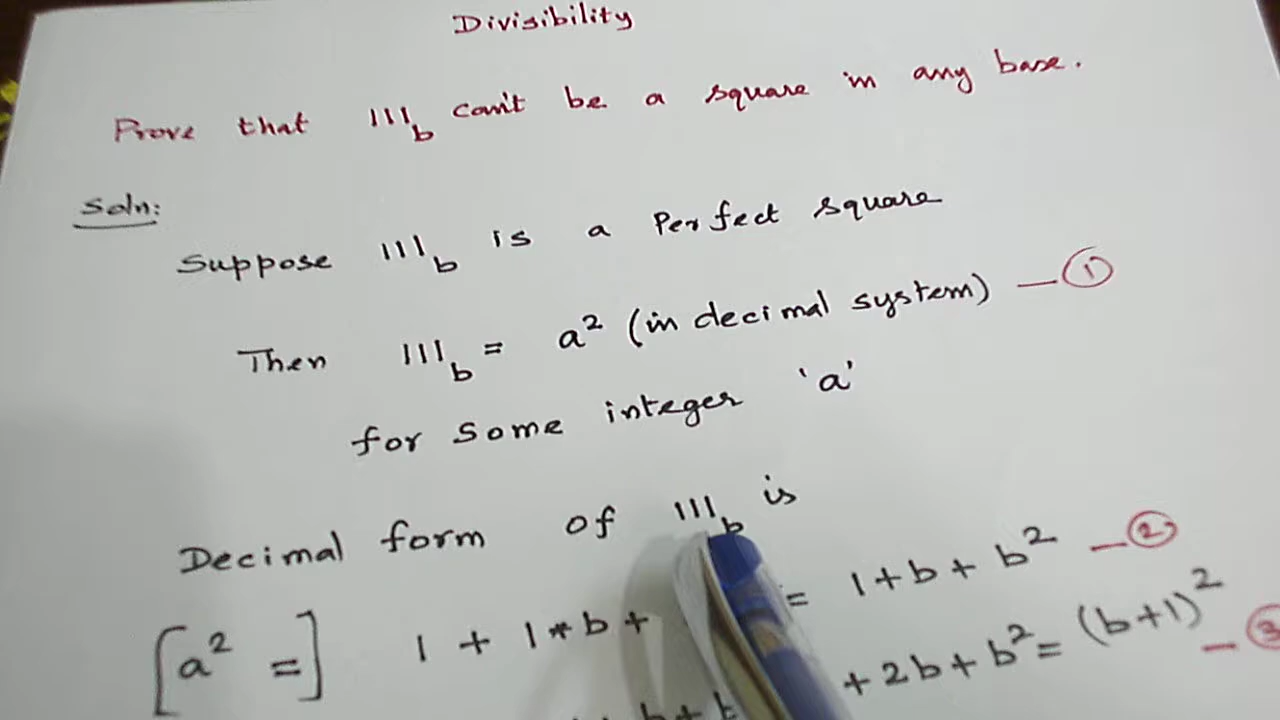 Divisibility
Prove that 111_b can't be a square in any base.
Soln:
Suppose 111_b is a Perfect square
Then 111_b = a² (in decimal system) — ①
for some integer 'a'
Decimal form of 111_b is
[a² =] 1 + 1*b + = 1 + b + b² — ②
b + + 2b + b² = (b+1)² — ③